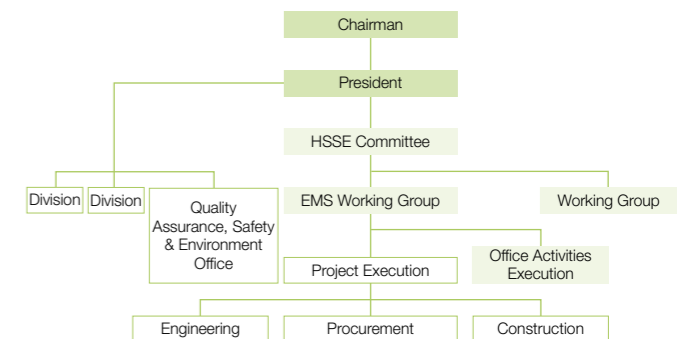 Chairman
President
HSSE Committee
Division
Division
Quality
Assurance, Safety
& Environment
Office
EMS Working Group
Working Group
Project Execution
Office Activities
Execution
Engineering
Procurement
Construction